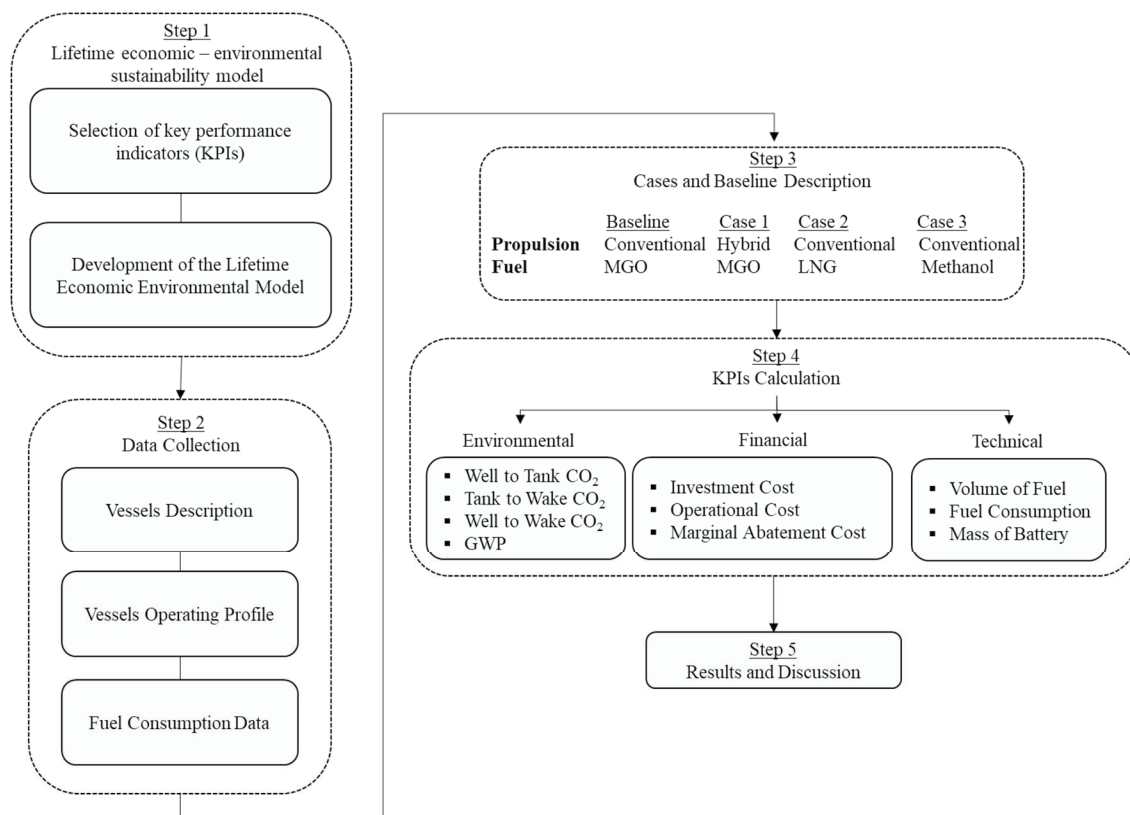 Step 1
Lifetime economic – environmental
sustainability model
Selection of key performance
indicators (KPIs)
Development of the Lifetime
Economic Environmental Model
Step 2
Data Collection
Vessels Description
Vessels Operating Profile
Fuel Consumption Data
Step 3
Cases and Baseline Description
Baseline Case 1 Case 2 Case 3
Propulsion Conventional Hybrid Conventional Conventional
Fuel MGO MGO LNG Methanol
Step 4
KPIs Calculation
Environmental Financial Technical
▪ Well to Tank CO₂
▪ Tank to Wake CO₂
▪ Well to Wake CO₂
▪ GWP
▪ Investment Cost
▪ Operational Cost
▪ Marginal Abatement Cost
▪ Volume of Fuel
▪ Fuel Consumption
▪ Mass of Battery
Step 5
Results and Discussion